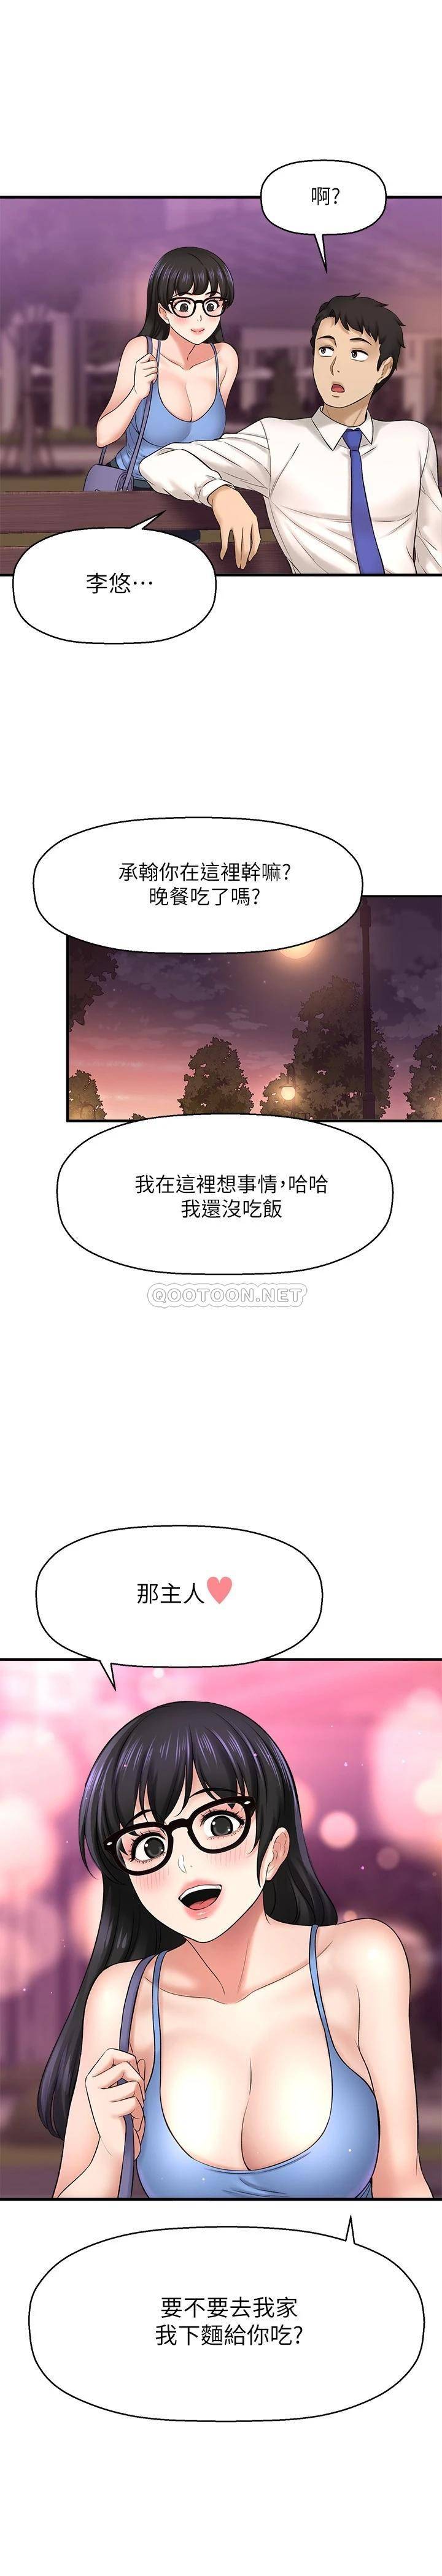 啊?
李悠⋯
承翰你在這裡幹嘛?
晚餐吃了嗎?
我在這裡想事情,哈哈
我還沒吃飯
QOOTOON.NET
那主人♥
要不要去我家
我下麵給你吃?